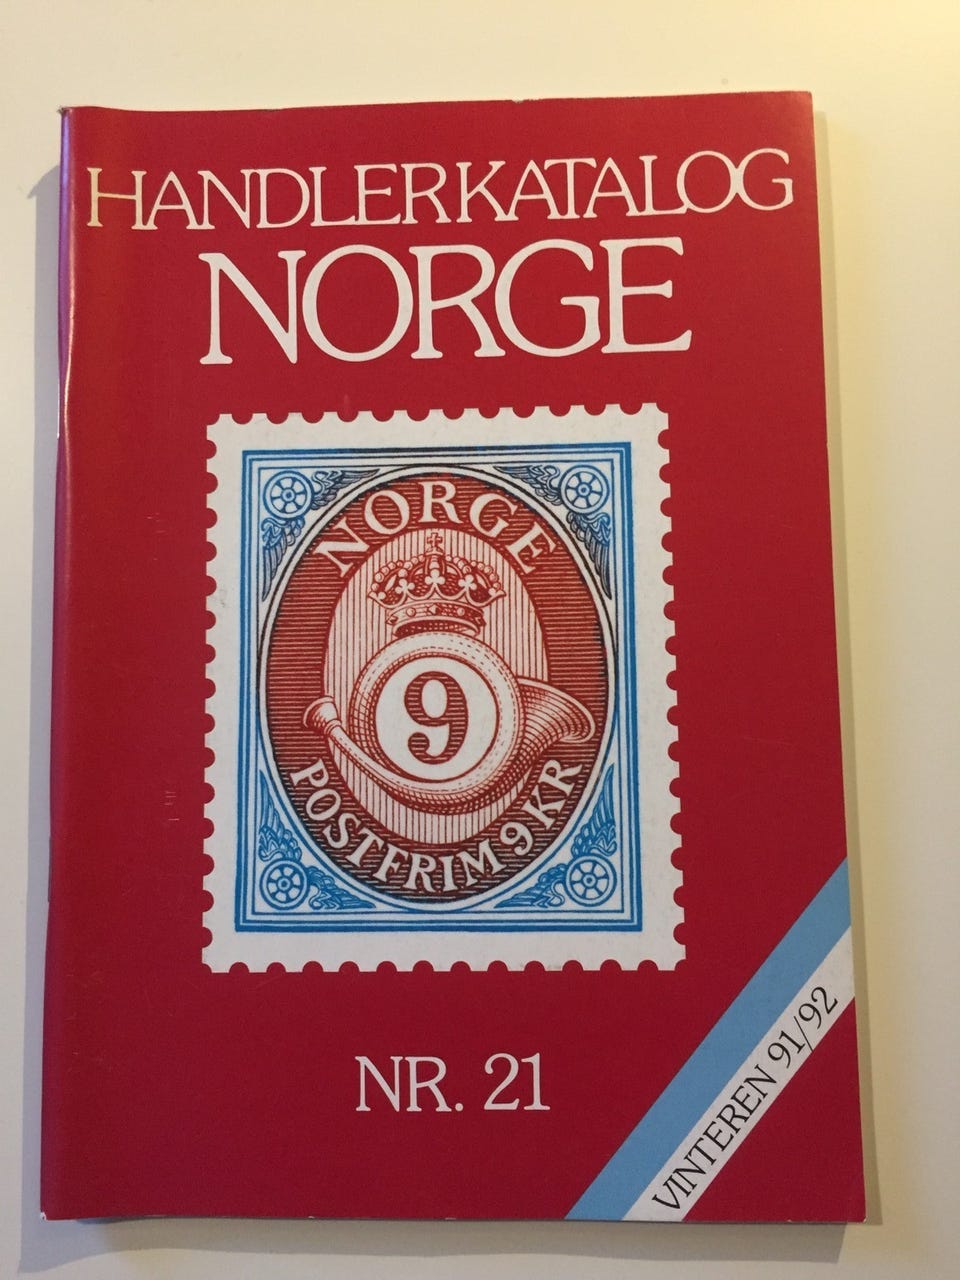 HANDLERKATALOG
NORGE
NORGE
9
POSTFRIM 9 KR
NR. 21
VINTEREN 91/92